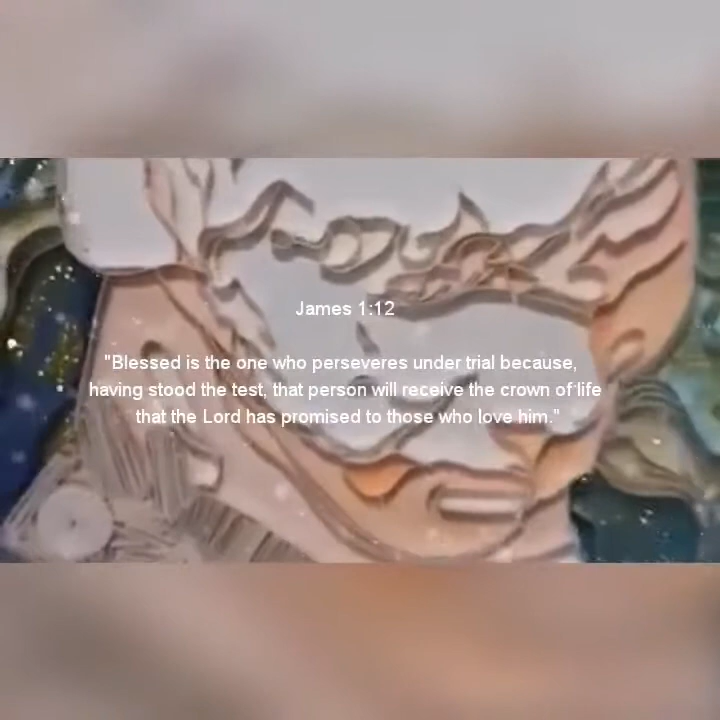 James 1:12
"Blessed is the one who perseveres under trial because,
having stood the test, that person will receive the crown of life
that the Lord has promised to those who love him."